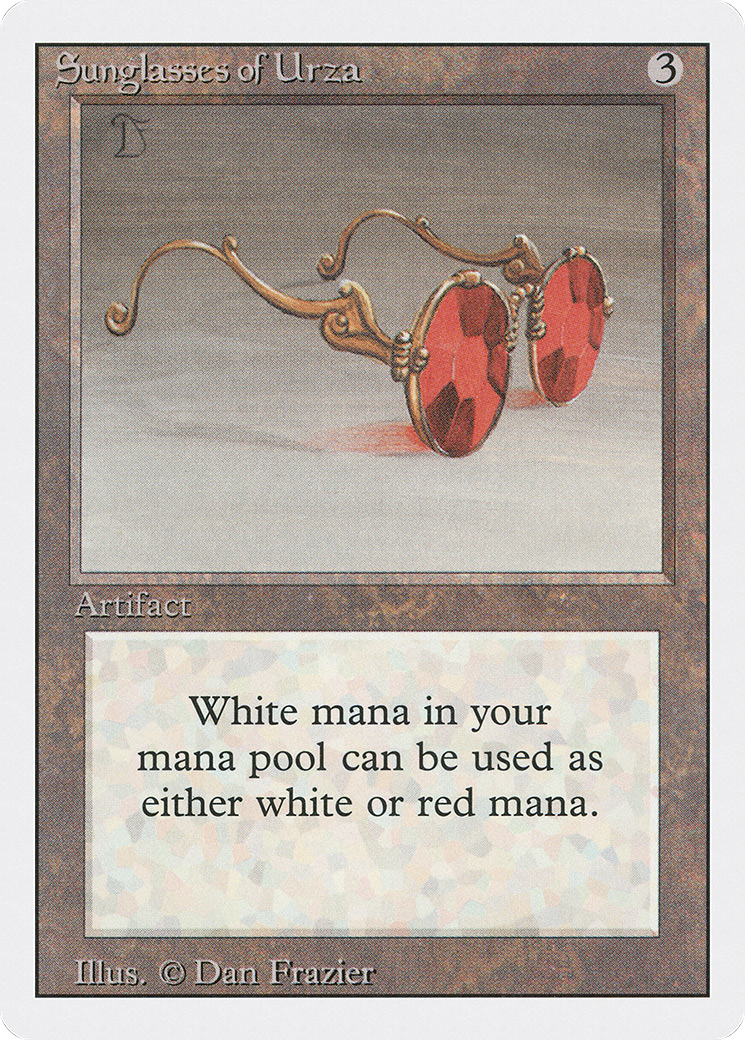 Sunglasses of Urza
3
DF
Artifact
White mana in your
mana pool can be used as
either white or red mana.
Illus. © Dan Frazier